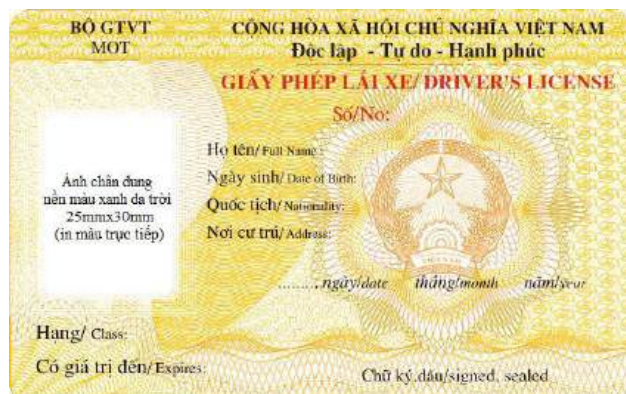 BỘ GTVT
MOT
CỘNG HÒA XÃ HỘI CHỦ NGHĨA VIỆT NAM
Độc lập - Tự do - Hạnh phúc
GIẤY PHÉP LÁI XE/ DRIVER'S LICENSE
Số/No:
Họ tên/ Full Name :
Ngày sinh/ Date of Birth:
Quốc tịch/ Nationality:
Nơi cư trú/ Address:
Ảnh chân dung
nền màu xanh da trời
25mmx30mm
(in màu trực tiếp)
........, ngày/date tháng/month năm/year
Hạng/ Class:
Có giá trị đến/ Expires:
Chữ ký,dấu/signed, sealed
VIỆT NAM